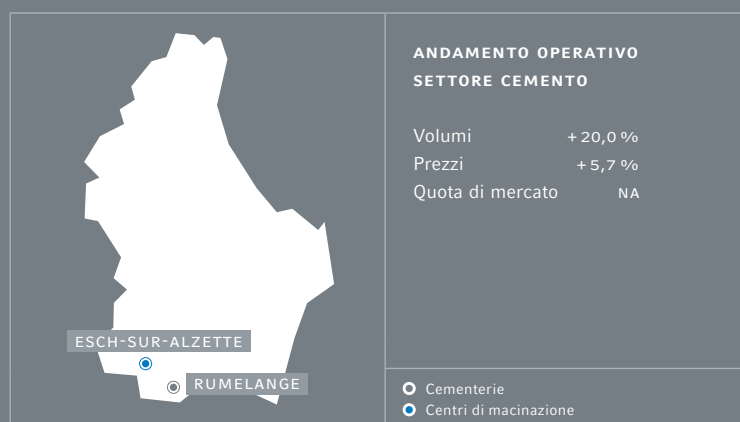 ANDAMENTO OPERATIVO
SETTORE CEMENTO
Volumi +20,0 %
Prezzi +5,7 %
Quota di mercato NA
ESCH-SUR-ALZETTE
RUMELANGE
Cementerie
Centri di macinazione